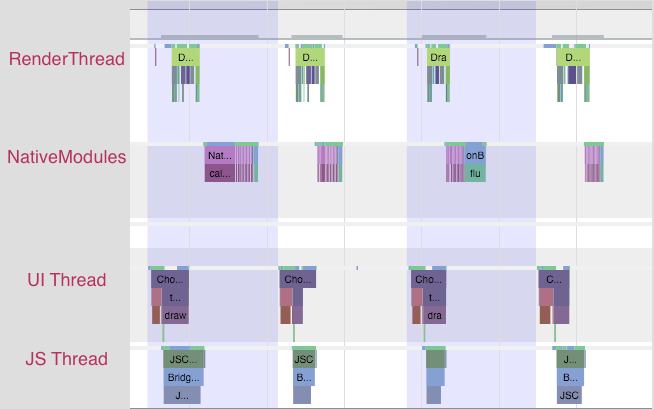 RenderThread
D... D... Dra D...
NativeModules
Nat... onB
cal... flu
UI Thread
Cho... Cho... Cho... C...
t... t...
draw dra
JS Thread
JSC... JSC J...
Bridg... B... B...
J... JSC